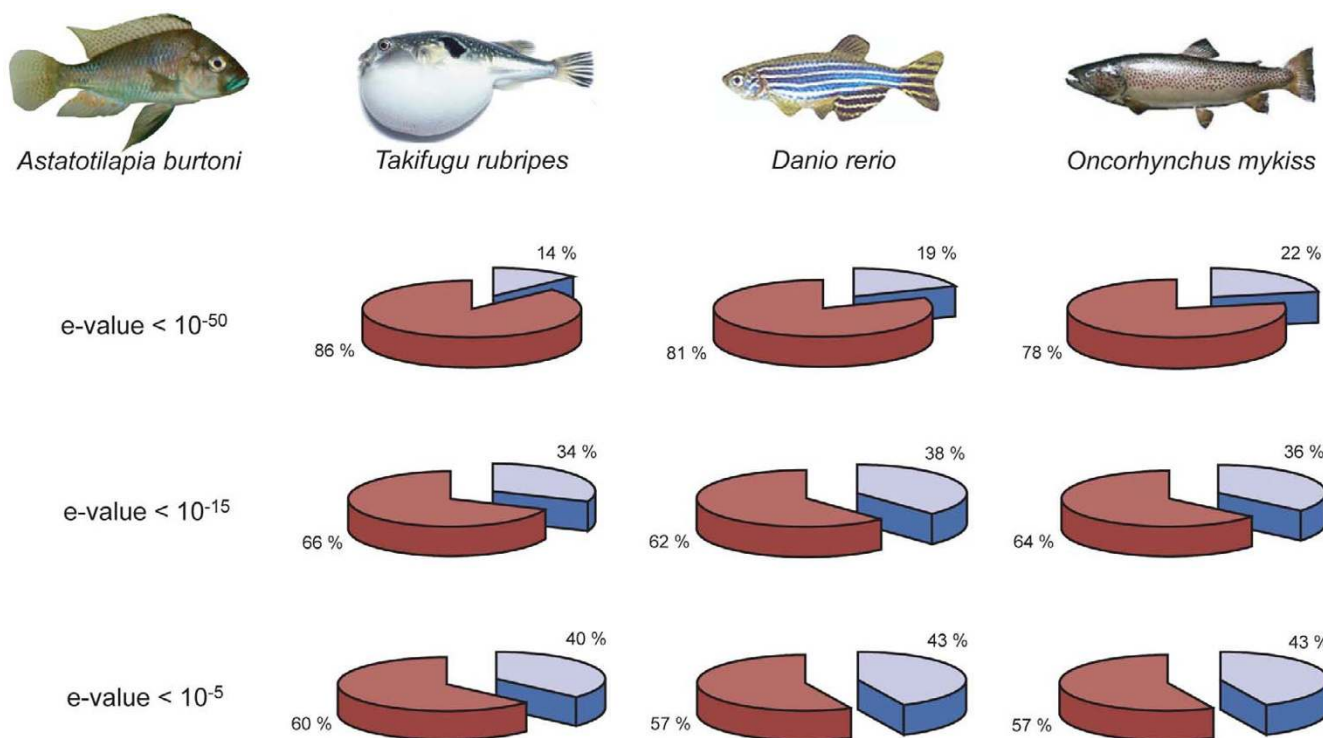 Astatotilapia burtoni
Takifugu rubripes
Danio rerio
Oncorhynchus mykiss
14 %
19 %
22 %
e-value < 10⁻⁵⁰
86 %
81 %
78 %
34 %
38 %
36 %
e-value < 10⁻¹⁵
66 %
62 %
64 %
40 %
43 %
43 %
e-value < 10⁻⁵
60 %
57 %
57 %